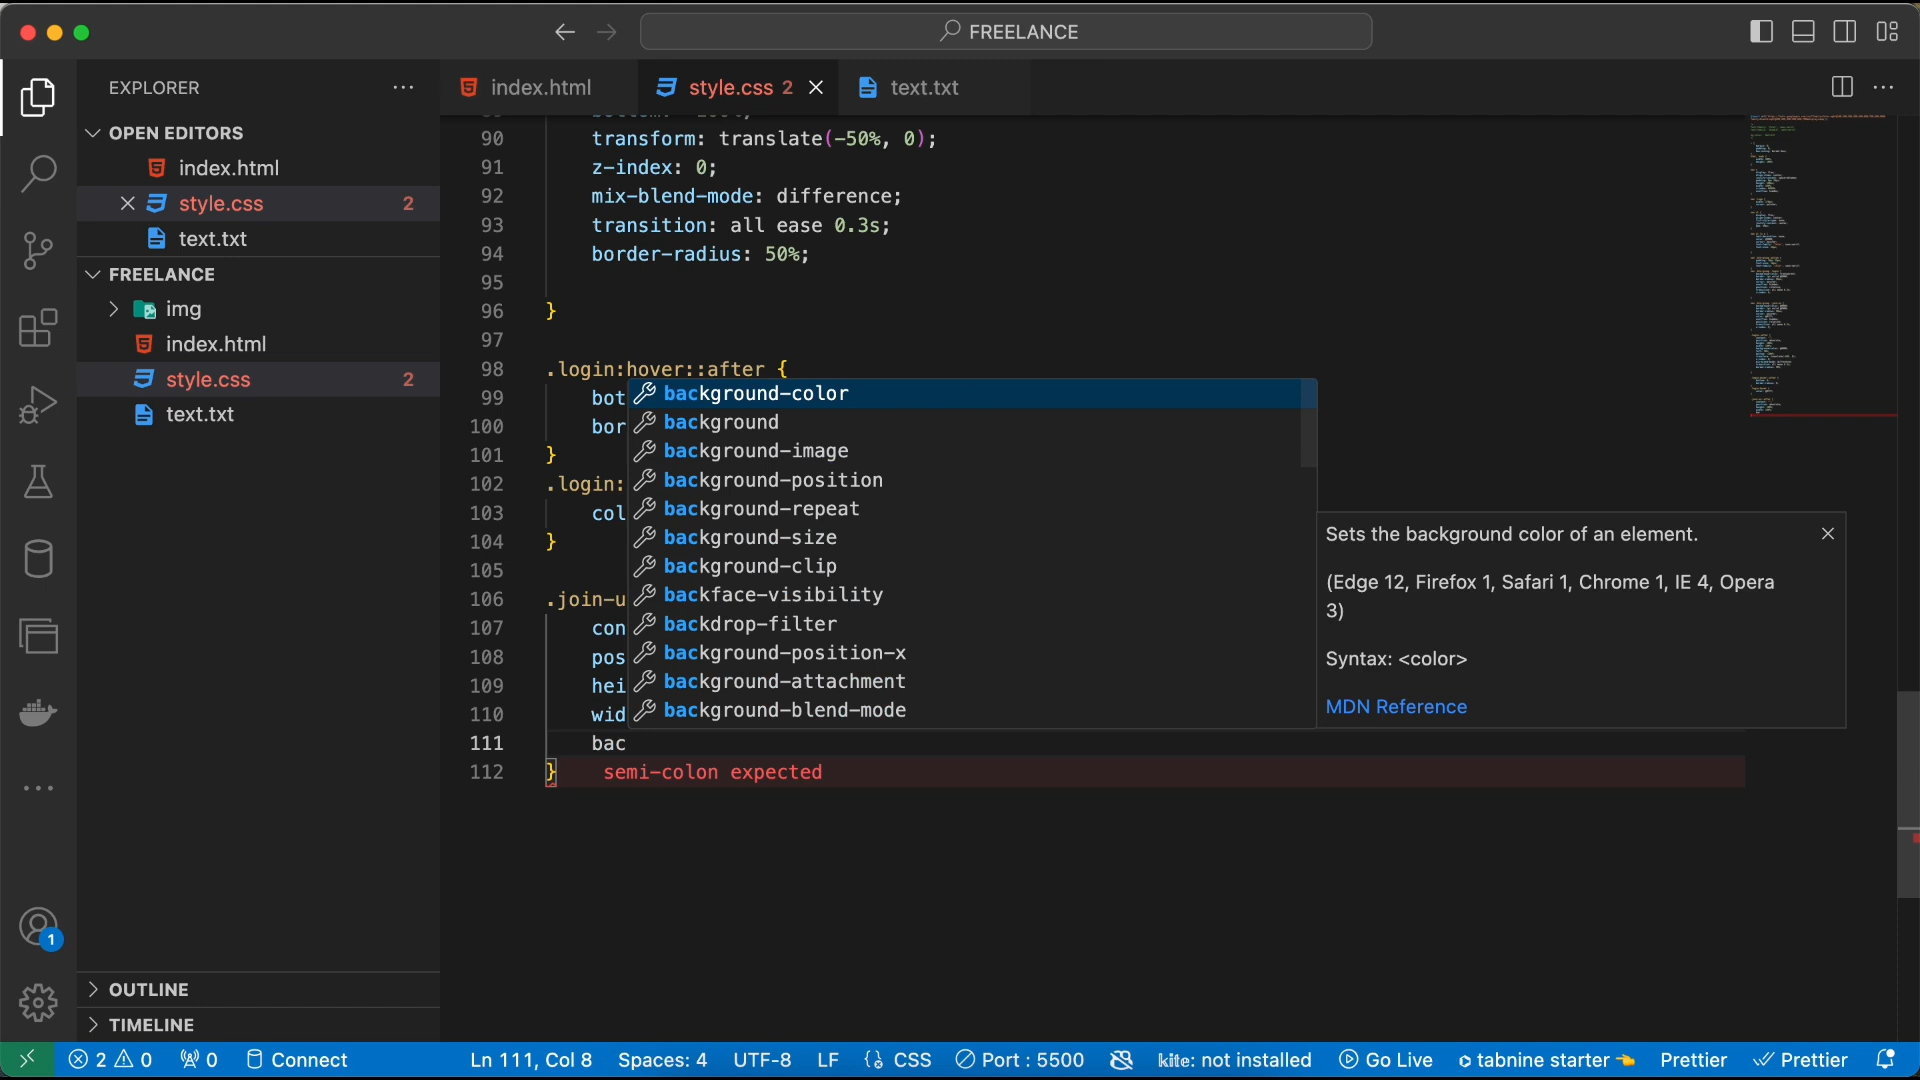 FREELANCE
EXPLORER
index.html
style.css 2
text.txt
OPEN EDITORS
index.html
style.css 2
text.txt
FREELANCE
img
index.html
style.css 2
text.txt
OUTLINE
TIMELINE
90 transform: translate(-50%, 0);
91 z-index: 0;
92 mix-blend-mode: difference;
93 transition: all ease 0.3s;
94 border-radius: 50%;
95
96 }
97
98 .login:hover::after {
99 bot
100 bor
101 }
102 .login:
103 col
104 }
105
106 .join-u
107 con
108 pos
109 hei
110 wid
111 bac
112 } semi-colon expected
background-color
background
background-image
background-position
background-repeat
background-size
background-clip
backface-visibility
backdrop-filter
background-position-x
background-attachment
background-blend-mode
Sets the background color of an element.
(Edge 12, Firefox 1, Safari 1, Chrome 1, IE 4, Opera
3)
Syntax: <color>
MDN Reference
1
2 0 0 Connect Ln 111, Col 8 Spaces: 4 UTF-8 LF CSS Port : 5500 kite: not installed Go Live tabnine starter Prettier Prettier